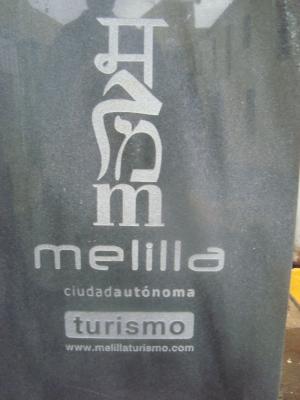 म
م
מ
m
melilla
ciudadautónoma
turismo
www.melillaturismo.com